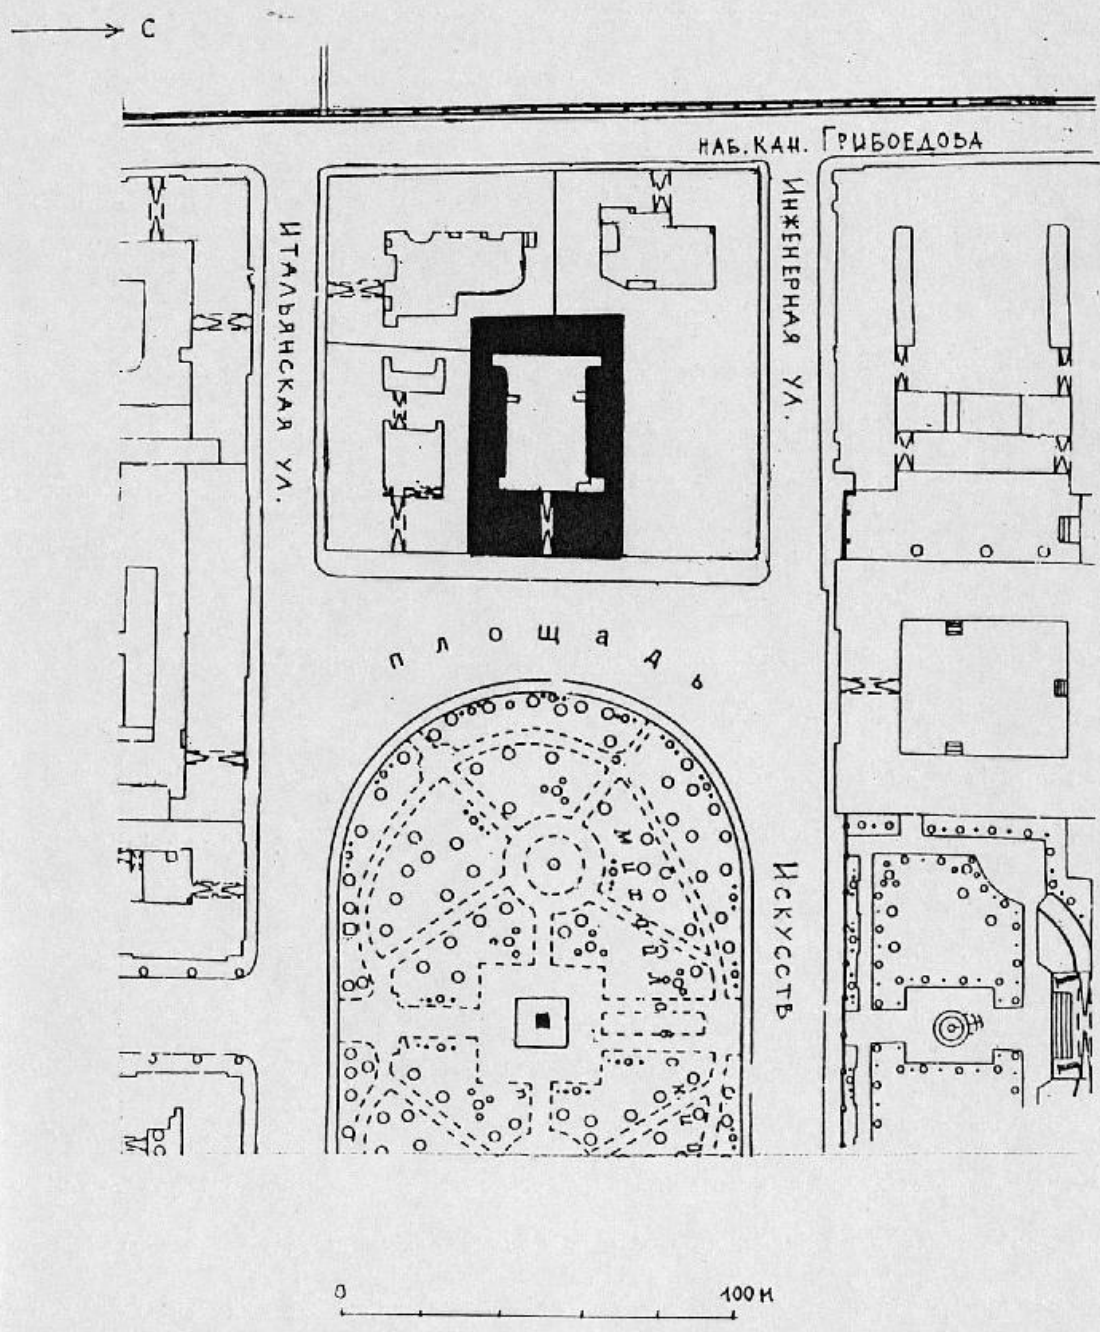 С
НАБ. КАН. ГРИБОЕДОВА
ИТАЛЬЯНСКАЯ УЛ.
ИНЖЕНЕРНАЯ УЛ.
ПЛОЩАДЬ
ИСКУССТВ
0 100 М